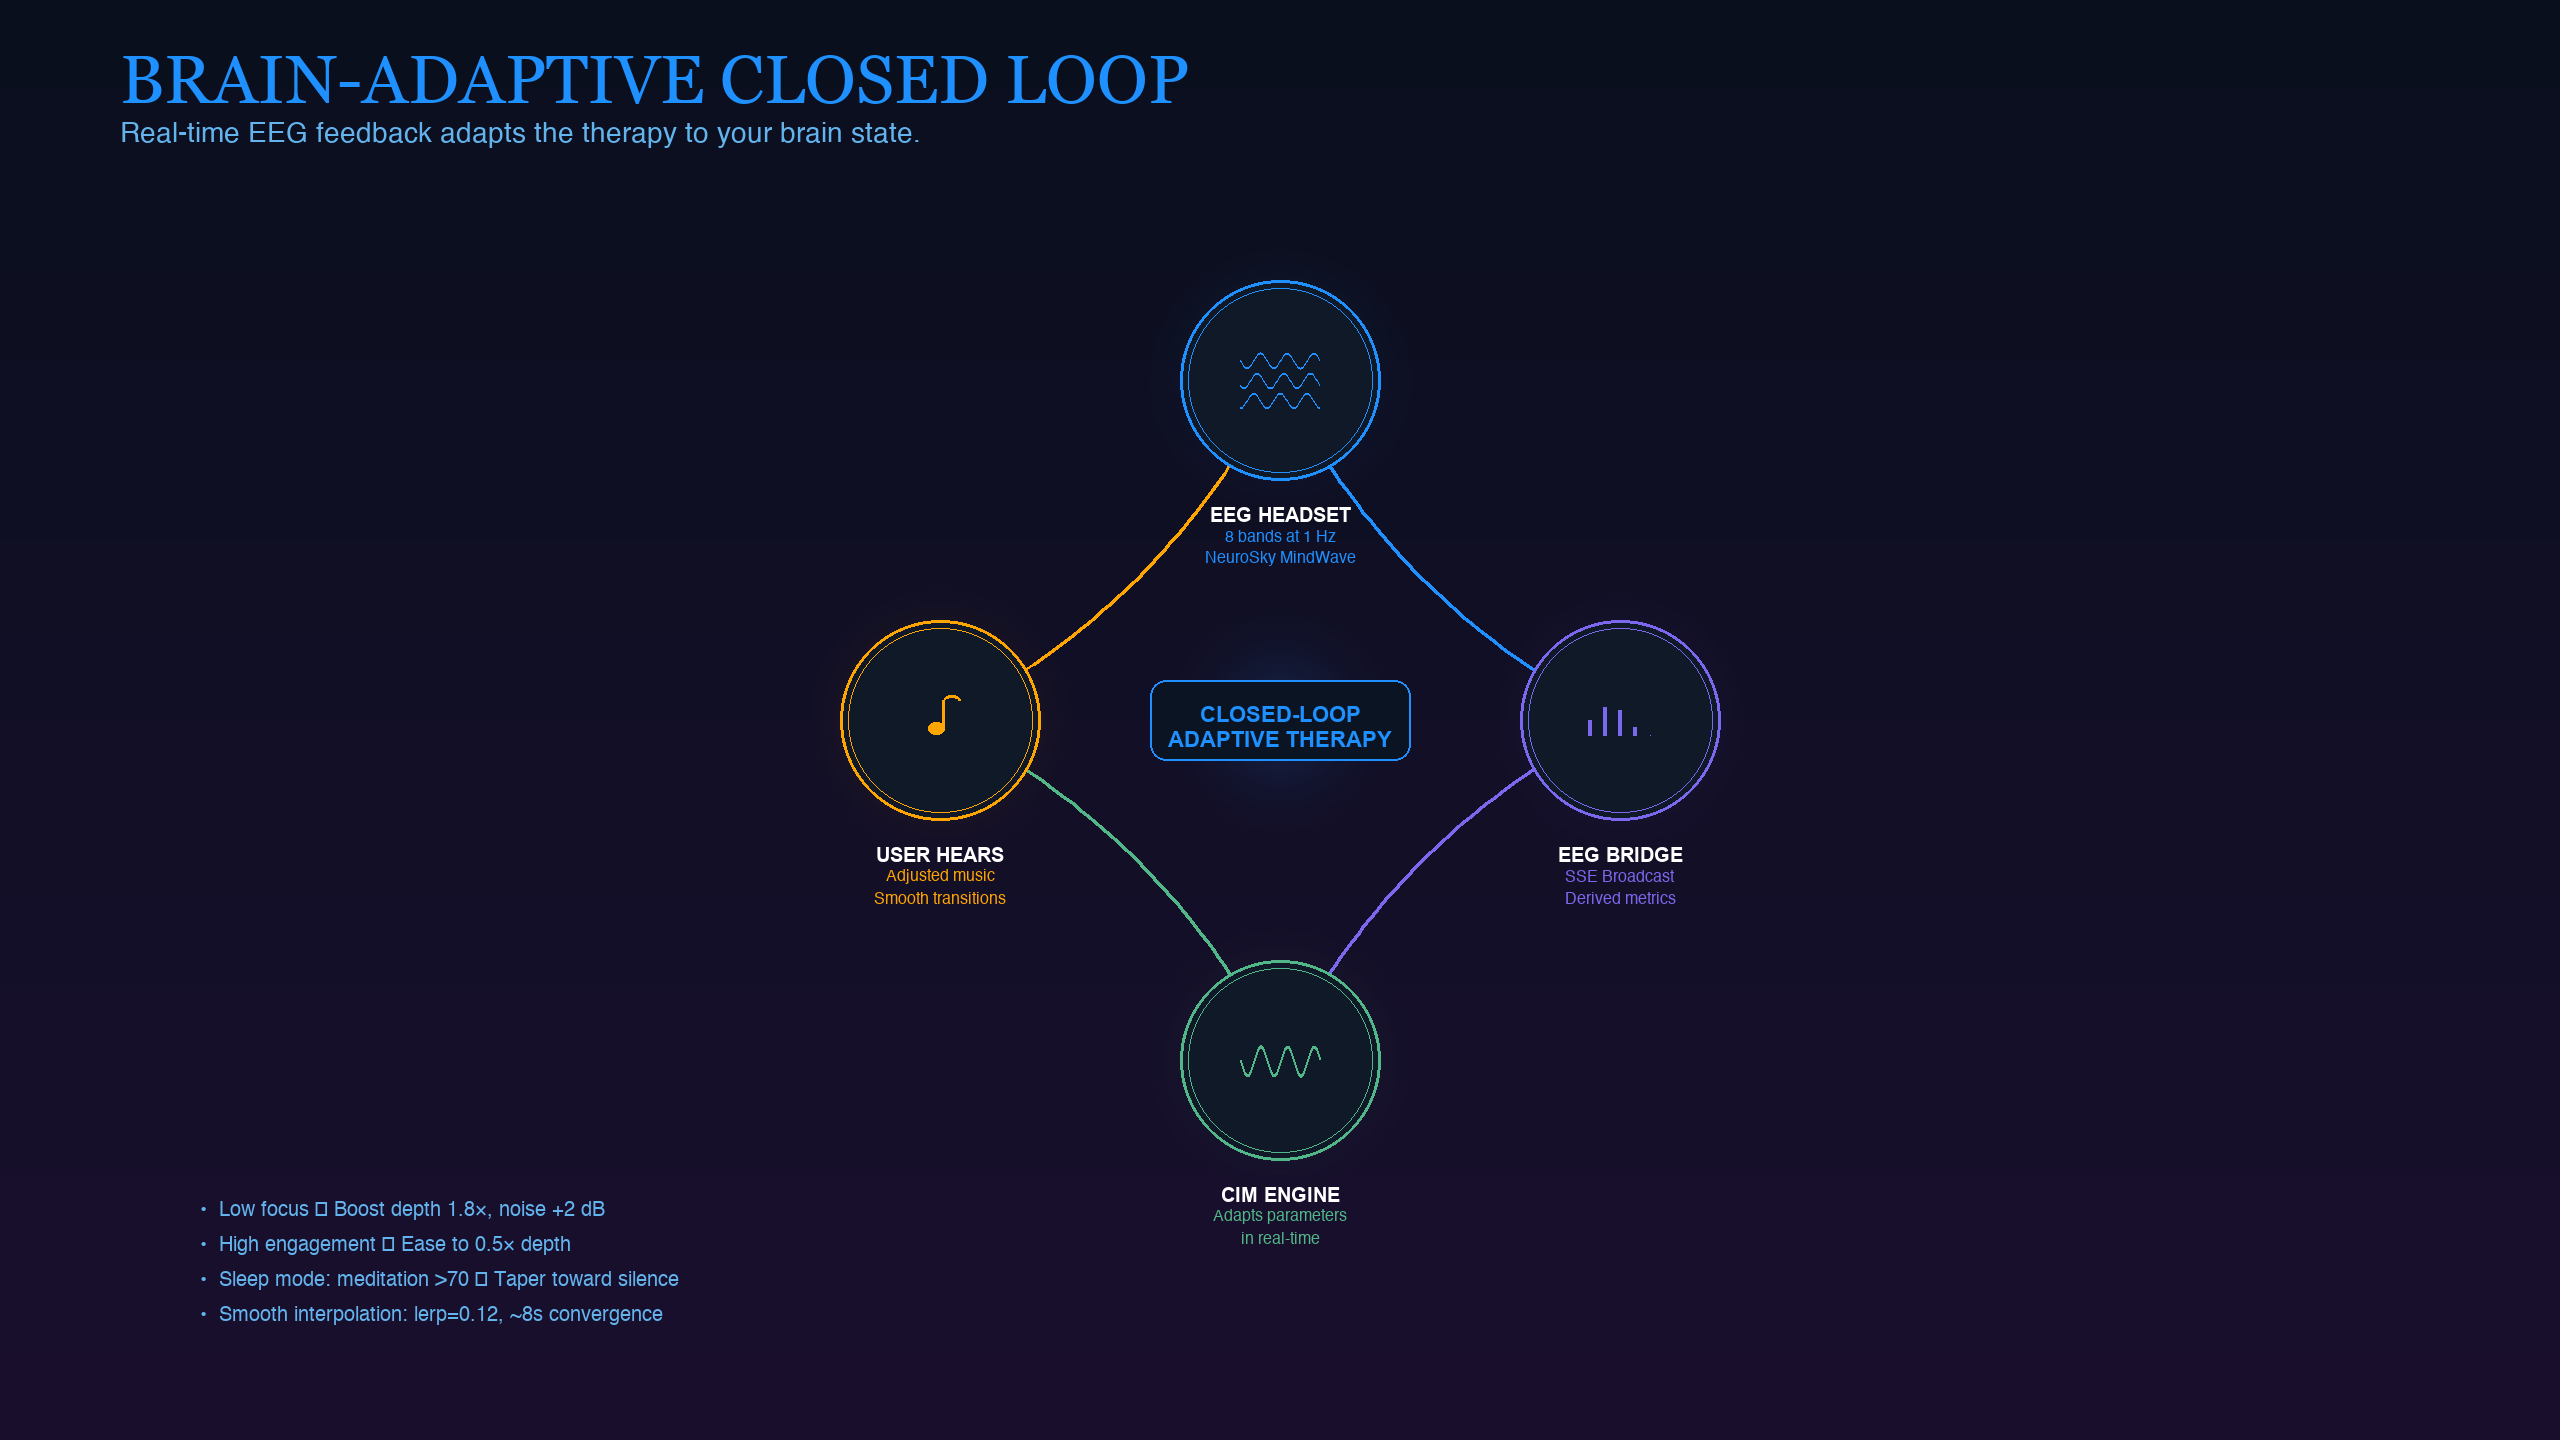 BRAIN-ADAPTIVE CLOSED LOOP
Real-time EEG feedback adapts the therapy to your brain state.
EEG HEADSET
8 bands at 1 Hz
NeuroSky MindWave
CLOSED-LOOP
ADAPTIVE THERAPY
USER HEARS
Adjusted music
Smooth transitions
EEG BRIDGE
SSE Broadcast
Derived metrics
CIM ENGINE
Adapts parameters
in real-time
• Low focus □ Boost depth 1.8×, noise +2 dB
• High engagement □ Ease to 0.5× depth
• Sleep mode: meditation >70 □ Taper toward silence
• Smooth interpolation: lerp=0.12, ~8s convergence